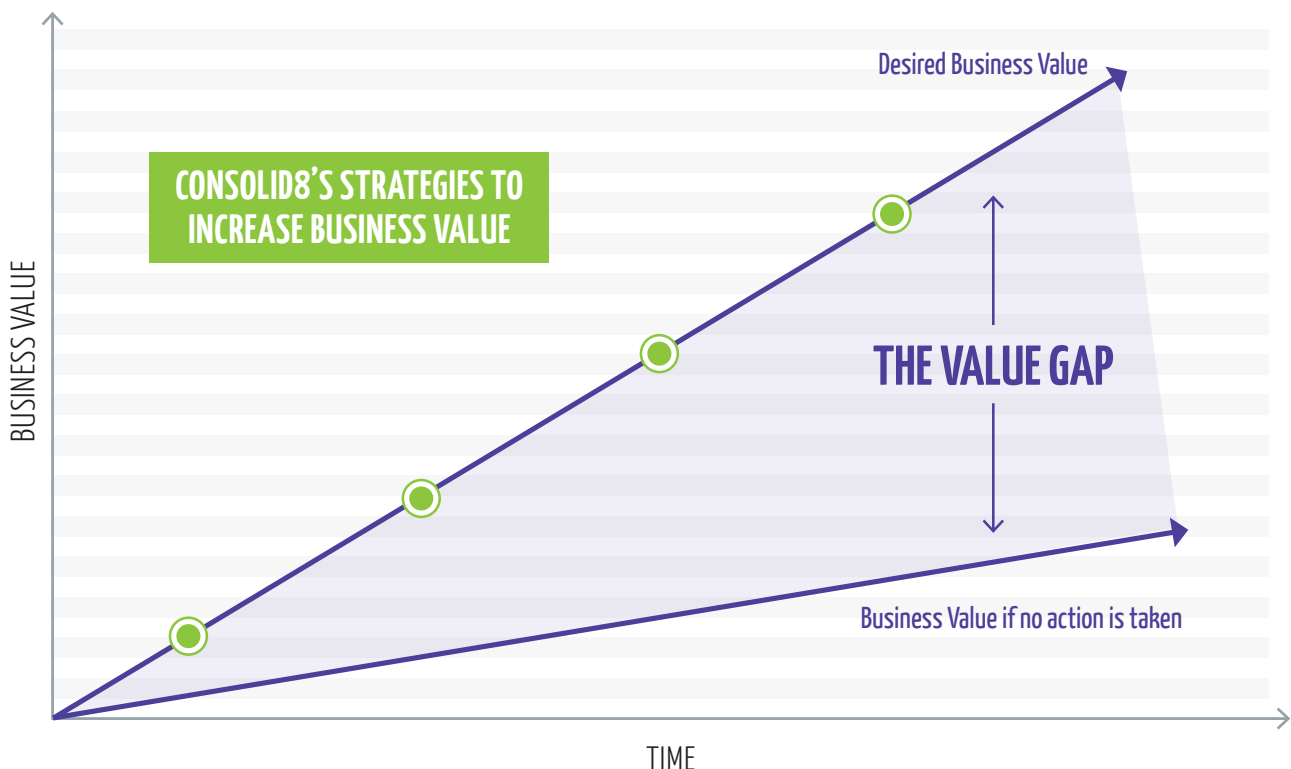 Desired Business Value
CONSOLID8'S STRATEGIES TO
INCREASE BUSINESS VALUE
THE VALUE GAP
BUSINESS VALUE
Business Value if no action is taken
TIME